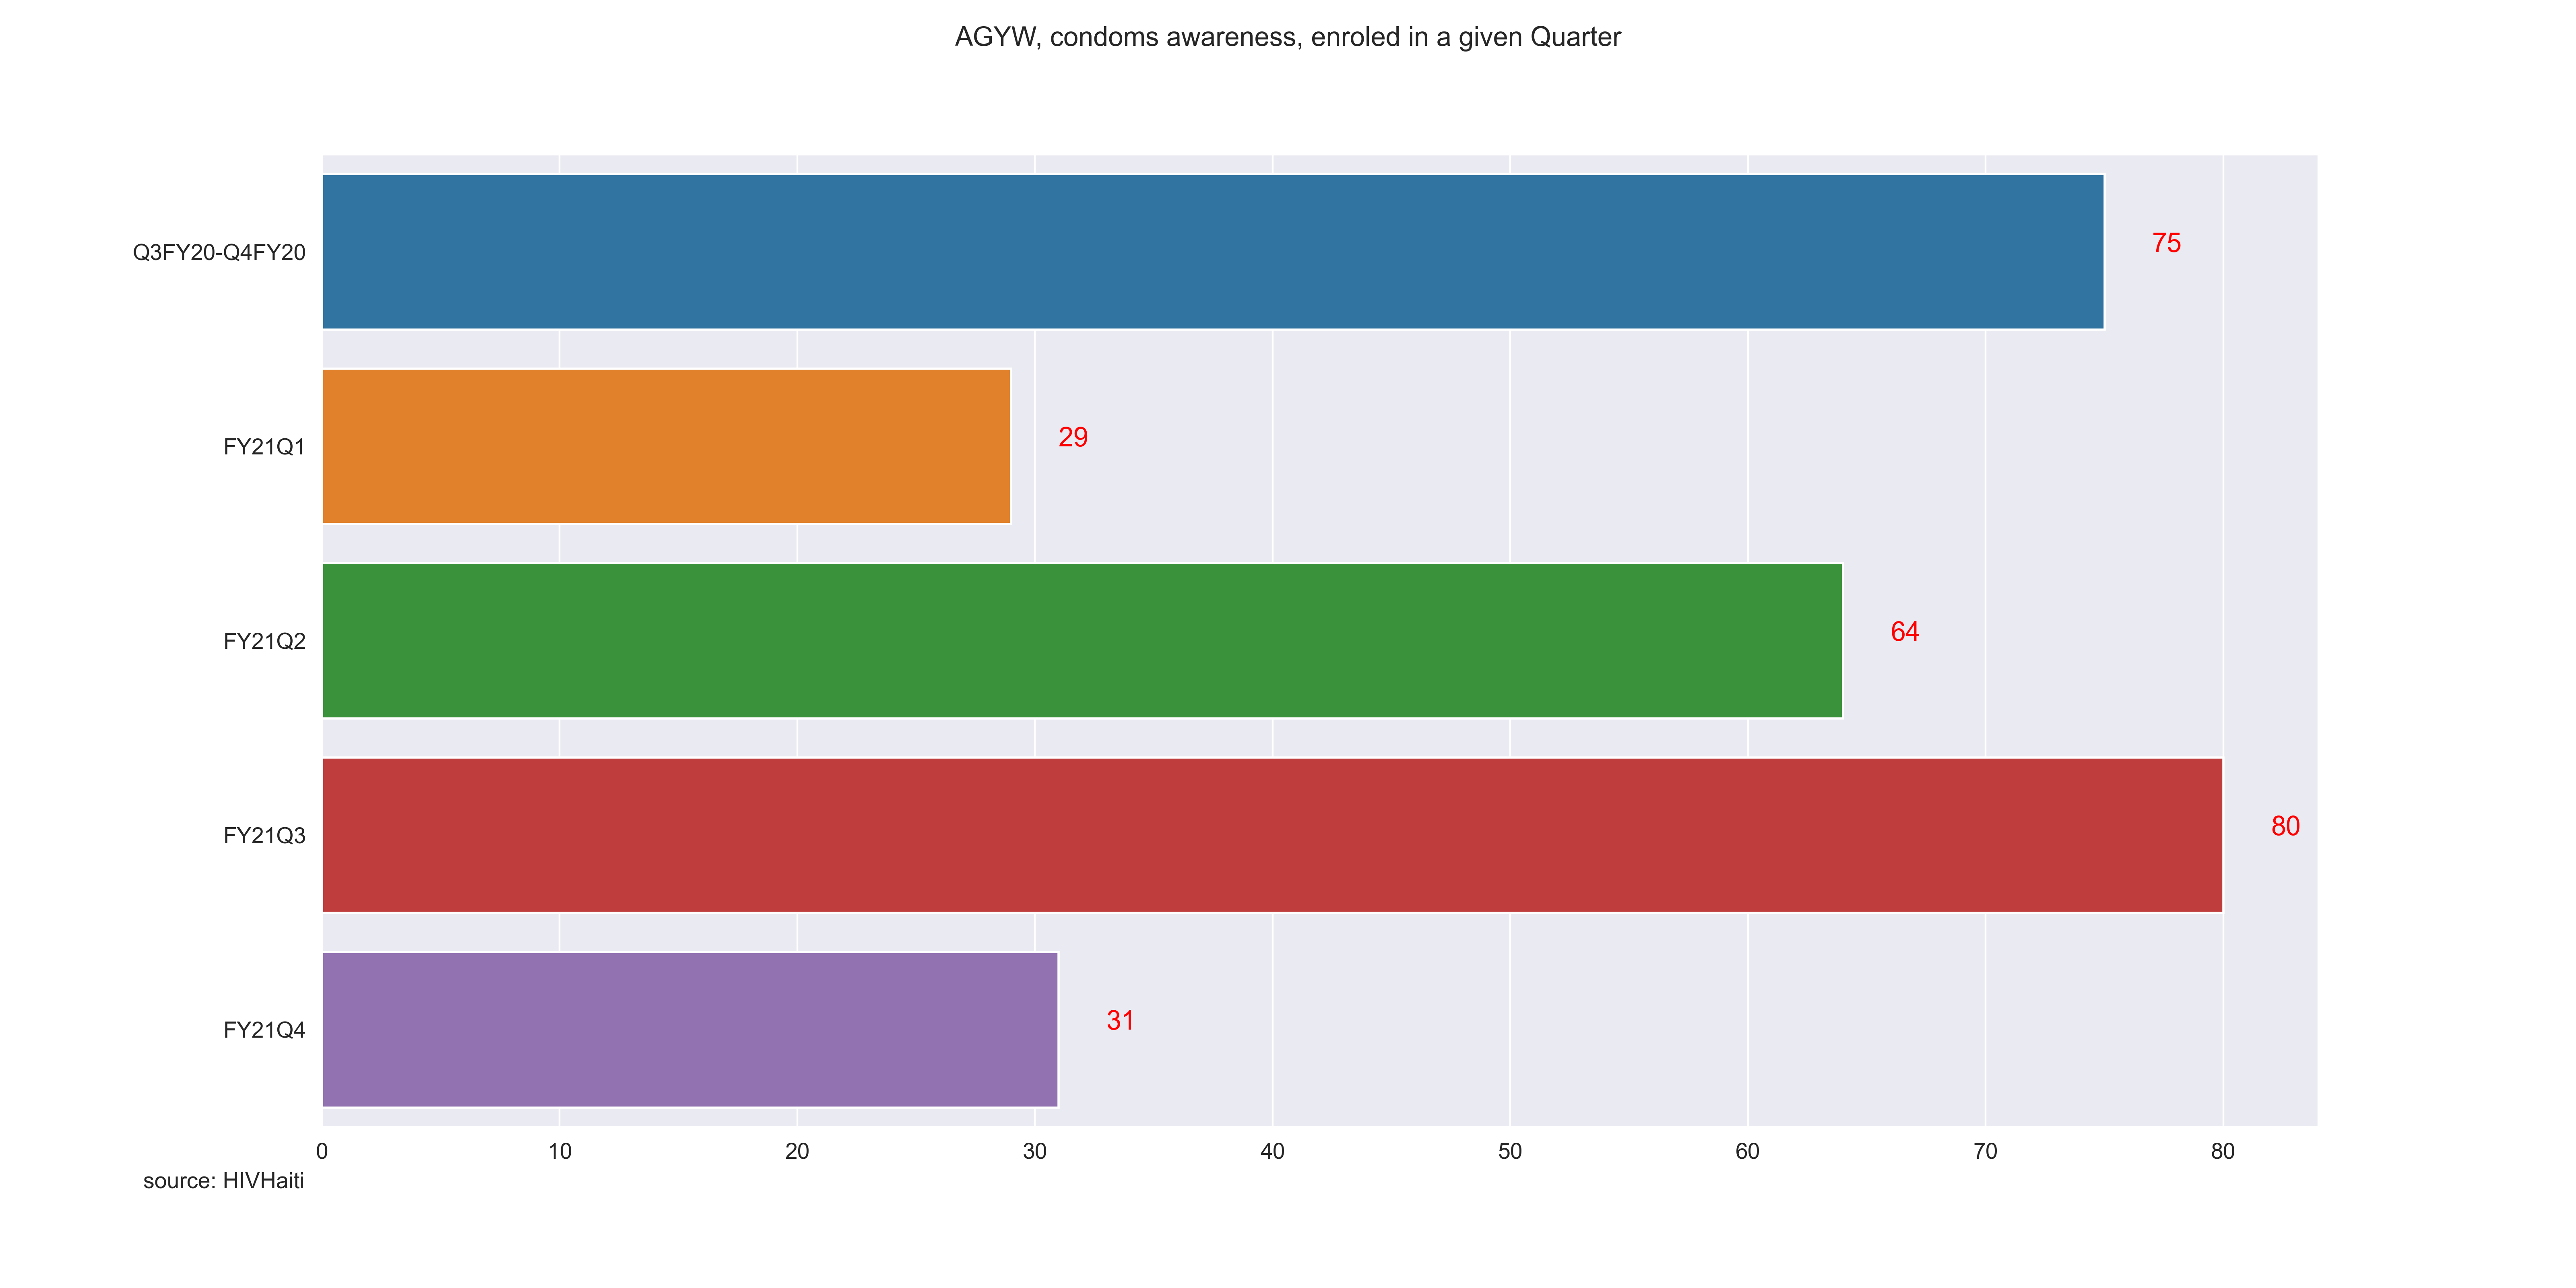 AGYW, condoms awareness, enroled in a given Quarter
Q3FY20-Q4FY20
75
FY21Q1
29
FY21Q2
64
FY21Q3
80
FY21Q4
31
0 10 20 30 40 50 60 70 80
source: HIVHaiti